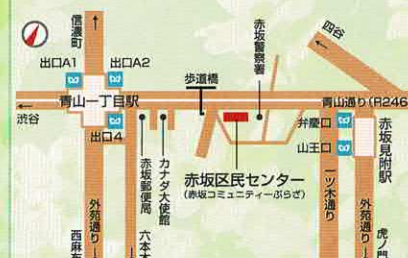 信濃町
出口A1
出口A2
歩道橋
赤坂警察署
四谷
青山一丁目駅
青山通り(R246
渋谷
出口4
弁慶口
山王口
赤坂見附駅
赤坂郵便局
カナダ大使館
赤坂区民センター
(赤坂コミュニティーぷらざ)
一ツ木通り
外苑通り
外苑通り
西麻布
六本木
虎ノ門